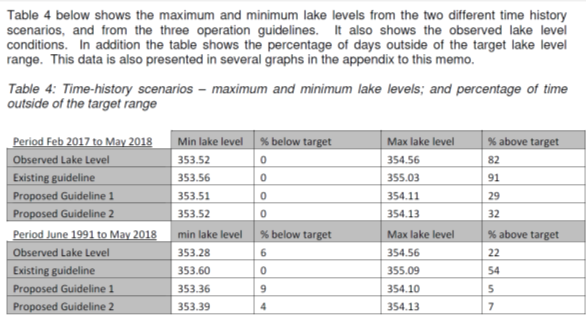 Table 4 below shows the maximum and minimum lake levels from the two different time history
scenarios, and from the three operation guidelines. It also shows the observed lake level
conditions. In addition the table shows the percentage of days outside of the target lake level
range. This data is also presented in several graphs in the appendix to this memo.
Table 4: Time-history scenarios – maximum and minimum lake levels; and percentage of time
outside of the target range
Period Feb 2017 to May 2018 Min lake level % below target Max lake level % above target
Observed Lake Level 353.52 0 354.56 82
Existing guideline 353.56 0 355.03 91
Proposed Guideline 1 353.51 0 354.11 29
Proposed Guideline 2 353.52 0 354.13 32
Period June 1991 to May 2018 min lake level % below target Max lake level % above target
Observed Lake Level 353.28 6 354.56 22
Existing guideline 353.60 0 355.09 54
Proposed Guideline 1 353.36 9 354.10 5
Proposed Guideline 2 353.39 4 354.13 7